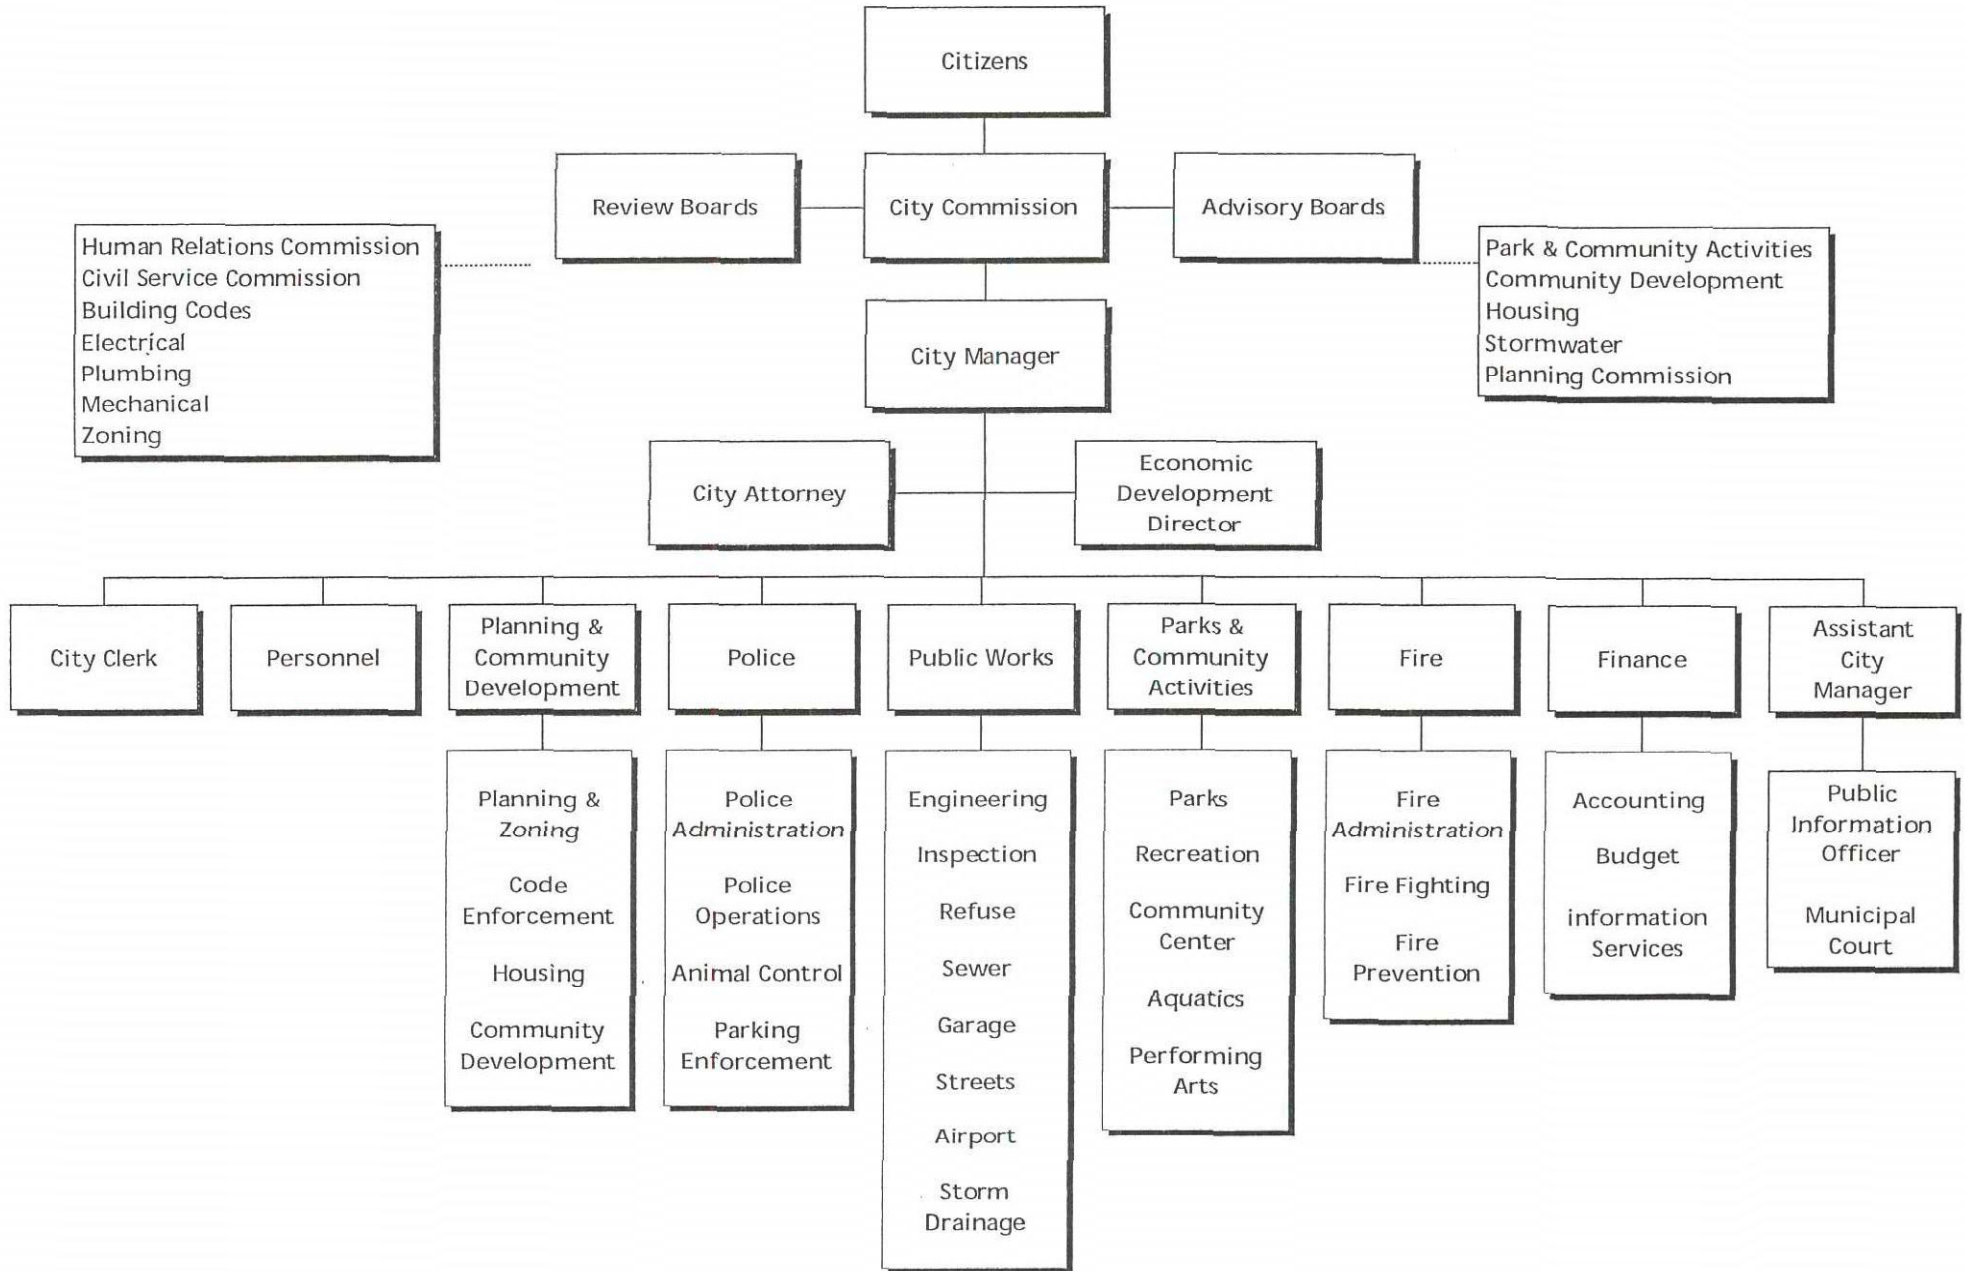 Citizens
Review Boards
City Commission
Advisory Boards
Human Relations Commission
Civil Service Commission
Building Codes
Electrical
Plumbing
Mechanical
Zoning
Park & Community Activities
Community Development
Housing
Stormwater
Planning Commission
City Manager
City Attorney
Economic
Development
Director
City Clerk
Personnel
Planning &
Community
Development
Police
Public Works
Parks &
Community
Activities
Fire
Finance
Assistant
City
Manager
Planning &
Zoning
Code
Enforcement
Housing
Community
Development
Police
Administration
Police
Operations
Animal Control
Parking
Enforcement
Engineering
Inspection
Refuse
Sewer
Garage
Streets
Airport
Storm
Drainage
Parks
Recreation
Community
Center
Aquatics
Performing
Arts
Fire
Administration
Fire Fighting
Fire
Prevention
Accounting
Budget
information
Services
Public
Information
Officer
Municipal
Court